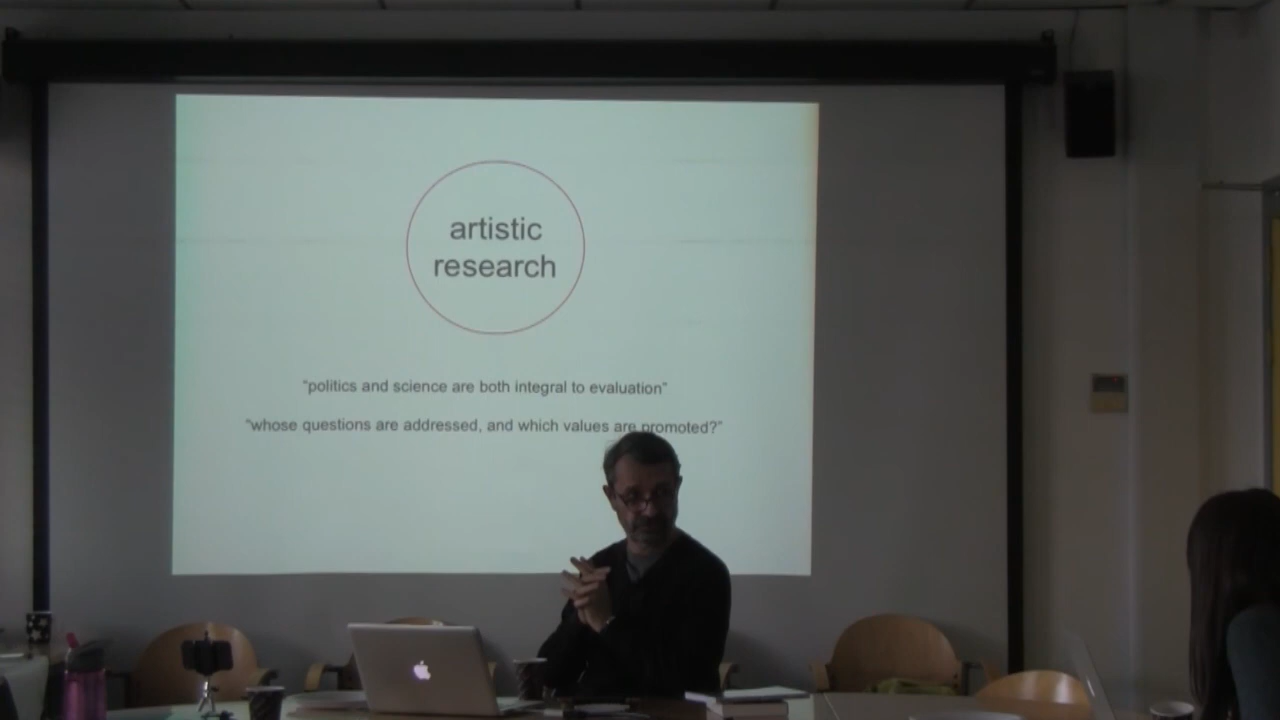 artistic
research
"politics and science are both integral to evaluation"
"whose questions are addressed, and which values are promoted?"